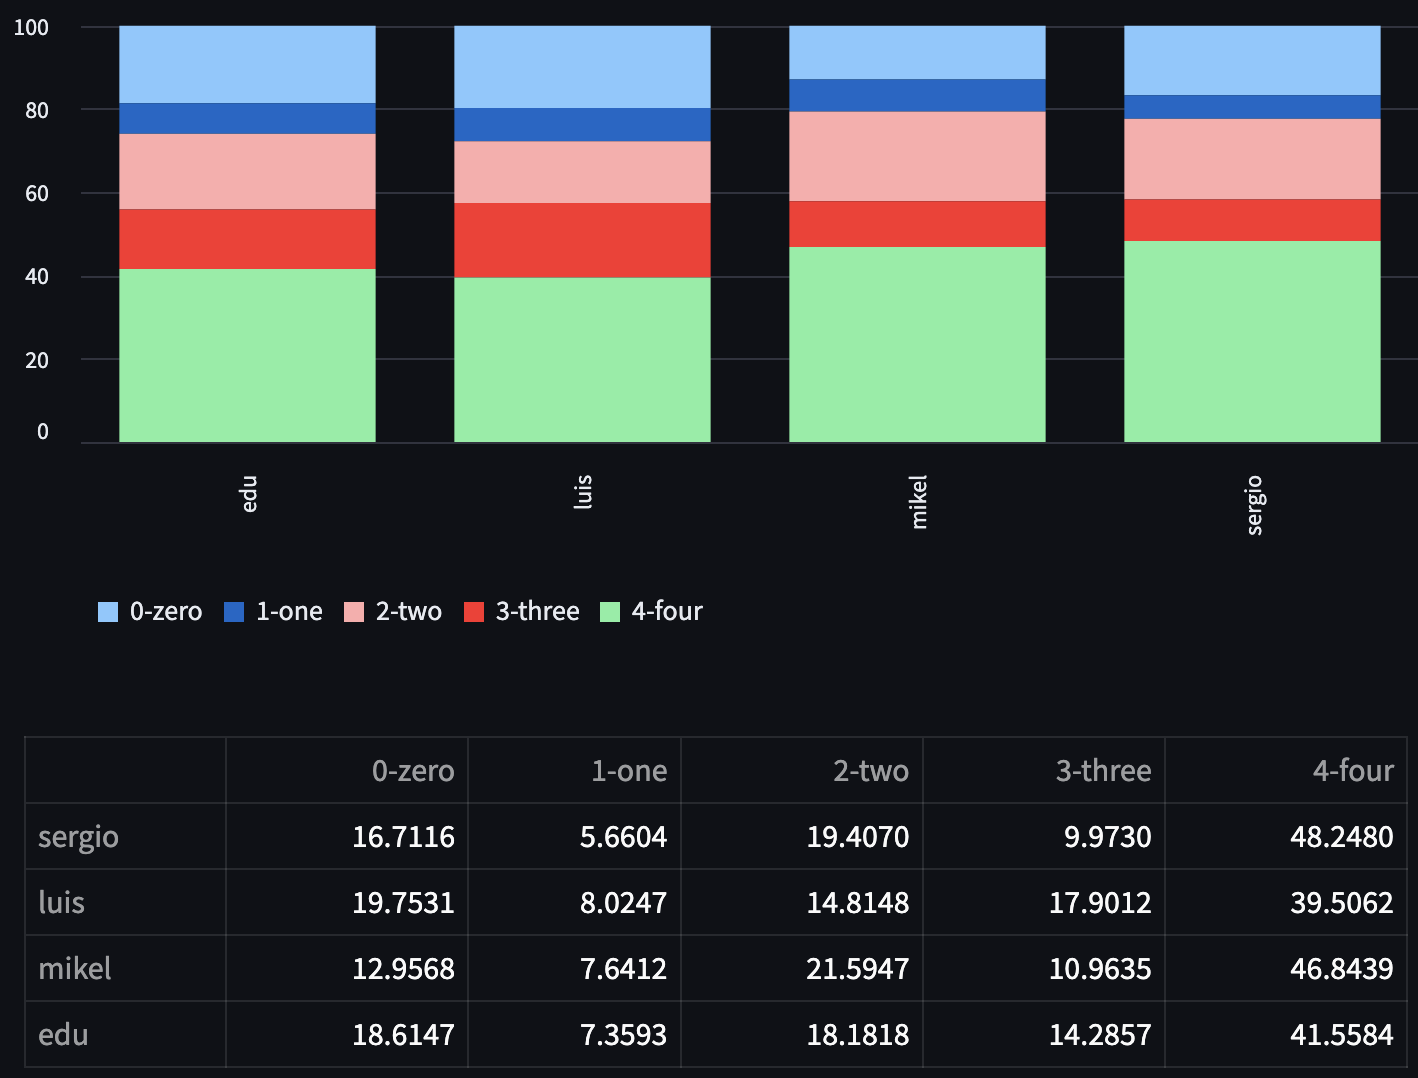 100
80
60
40
20
0
edu luis mikel sergio
0-zero 1-one 2-two 3-three 4-four
0-zero 1-one 2-two 3-three 4-four
sergio 16.7116 5.6604 19.4070 9.9730 48.2480
luis 19.7531 8.0247 14.8148 17.9012 39.5062
mikel 12.9568 7.6412 21.5947 10.9635 46.8439
edu 18.6147 7.3593 18.1818 14.2857 41.5584